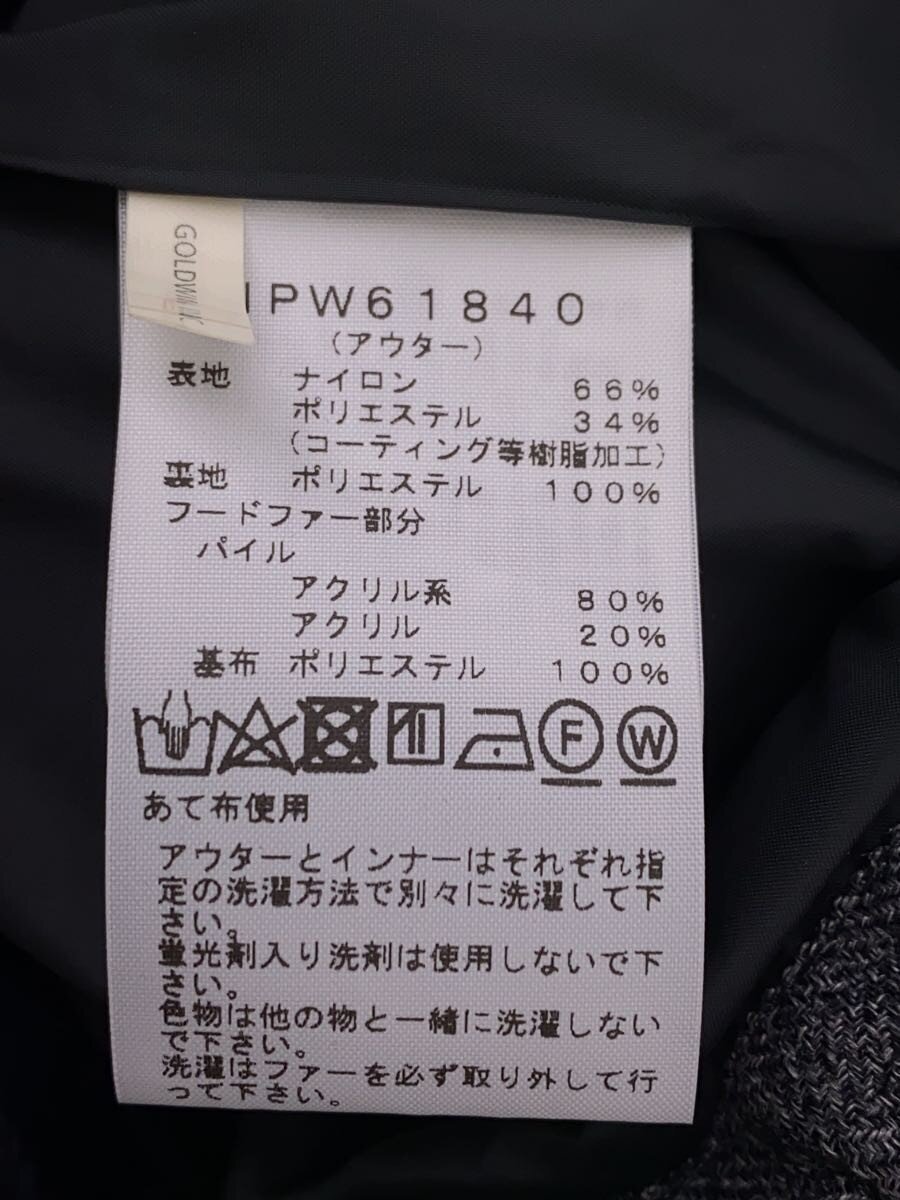 GOLDWIN
PW61840
(アウター)
表地 ナイロン 66%
ポリエステル 34%
(コーティング等樹脂加工)
裏地 ポリエステル 100%
フードファー部分
パイル
アクリル系 80%
アクリル 20%
基布 ポリエステル 100%
F W
あて布使用
アウターとインナーはそれぞれ指
定の洗濯方法で別々に洗濯して下
さい。
蛍光剤入り洗剤は使用しないで下
さい。
色物は他の物と一緒に洗濯しない
で下さい。
洗濯はファーを必ず取り外して行
って下さい。